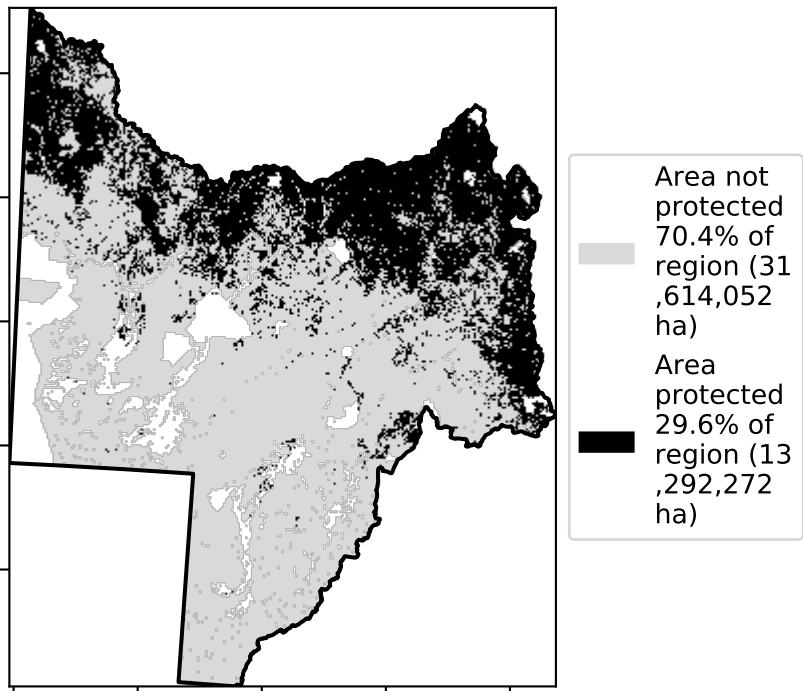 Area not
protected
70.4% of
region (31
,614,052
ha)
Area
protected
29.6% of
region (13
,292,272
ha)